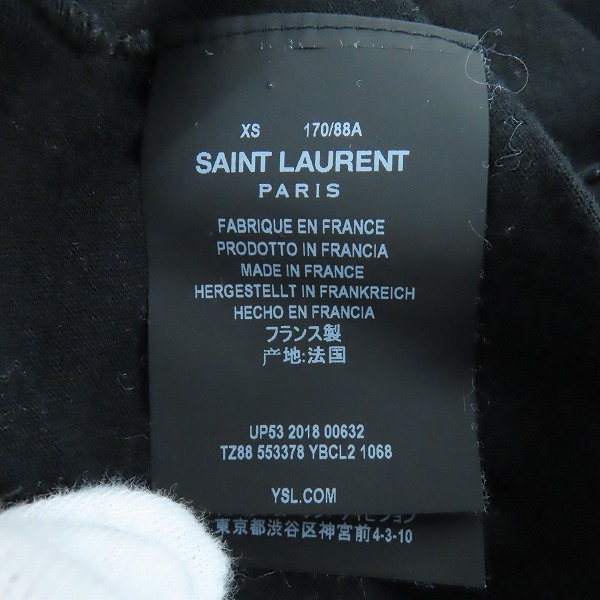 XS 170/88A
SAINT LAURENT
PARIS
FABRIQUE EN FRANCE
PRODOTTO IN FRANCIA
MADE IN FRANCE
HERGESTELLT IN FRANKREICH
HECHO EN FRANCIA
フランス製
产地:法国
UP53 2018 00632
TZ88 553378 YBCL2 1068
YSL.COM
東京都渋谷区神宮前4-3-10